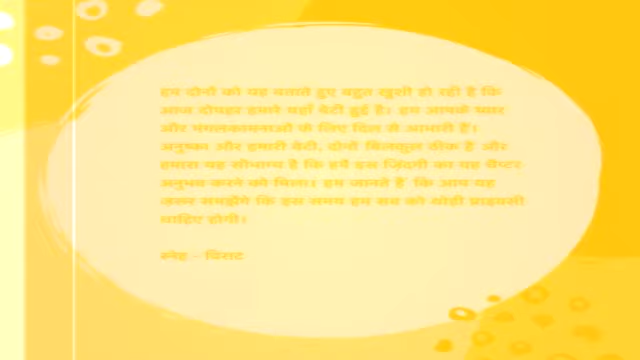 हम दोनों को यह बताते हुए बहुत खुशी हो रही है कि
आज दोपहर हमारे यहाँ बेटी हुई है। हम आपके प्यार
और मंगलकामनाओं के लिए दिल से आभारी हैं।
अनुष्का और हमारी बेटी, दोनों बिलकुल ठीक हैं और
हमारा यह सौभाग्य है कि हमें इस ज़िंदगी का यह चैप्टर
अनुभव करने को मिला। हम जानते हैं कि आप यह
ज़रूर समझेंगे कि इस समय हम सब को थोड़ी प्राइवसी
चाहिए होगी।
स्नेह - विराट